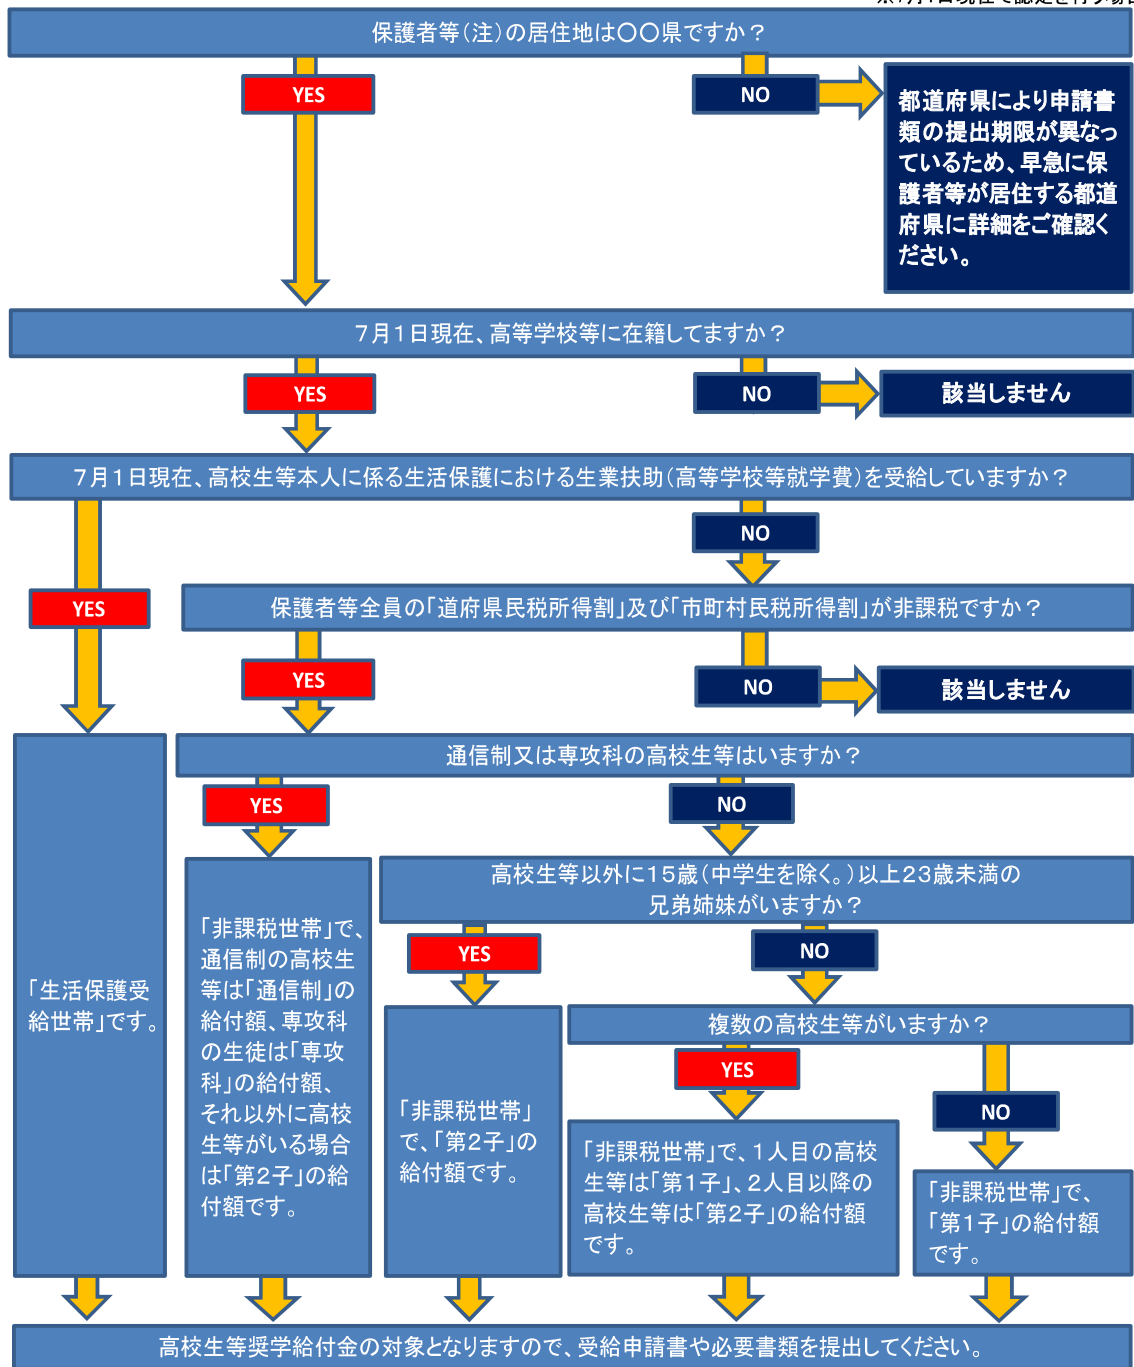 ※7月1日現在で認定を行う場合
保護者等(注)の居住地は〇〇県ですか？
YES
NO
都道府県により申請書
類の提出期限が異なっ
ているため、早急に保
護者等が居住する都道
府県に詳細をご確認く
ださい。
７月１日現在、高等学校等に在籍してますか？
YES
NO
該当しません
７月１日現在、高校生等本人に係る生活保護における生業扶助(高等学校等就学費)を受給していますか？
NO
YES
保護者等全員の「道府県民税所得割」及び「市町村民税所得割」が非課税ですか？
YES
NO
該当しません
通信制又は専攻科の高校生等はいますか？
YES
NO
高校生等以外に１５歳(中学生を除く。)以上２３歳未満の
兄弟姉妹がいますか？
YES
NO
「生活保護受
給世帯」です。
「非課税世帯」で、
通信制の高校生
等は「通信制」の
給付額、専攻科
の生徒は「専攻
科」の給付額、
それ以外に高校
生等がいる場合
は「第２子」の給
付額です。
複数の高校生等がいますか？
YES
NO
「非課税世帯」
で、「第２子」の
給付額です。
「非課税世帯」で、１人目の高校
生等は「第１子」、２人目以降の
高校生等は「第２子」の給付額
です。
「非課税世帯」で、
「第１子」の給付額
です。
高校生等奨学給付金の対象となりますので、受給申請書や必要書類を提出してください。